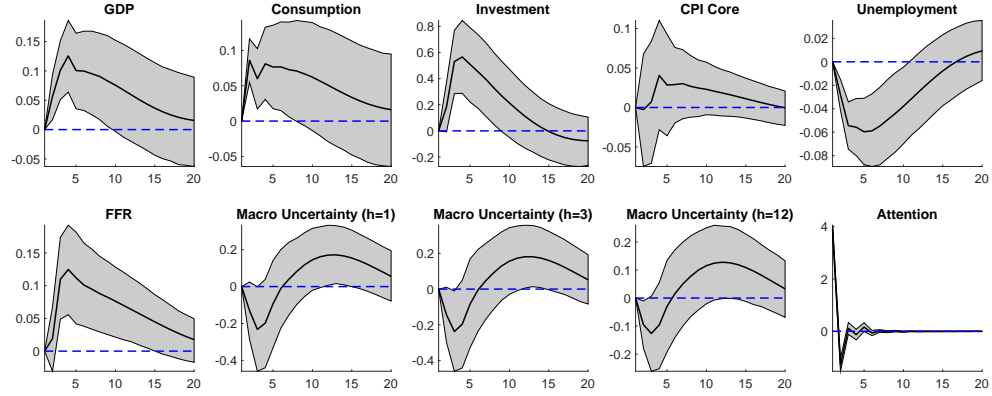 GDP
Consumption
Investment
CPI Core
Unemployment
0.15
0.1
0.05
0
-0.05
5 10 15 20
0.1
0.05
0
-0.05
5 10 15 20
0.8
0.6
0.4
0.2
0
-0.2
5 10 15 20
0.1
0.05
0
-0.05
5 10 15 20
0.02
0
-0.02
-0.04
-0.06
-0.08
5 10 15 20
FFR
Macro Uncertainty (h=1)
Macro Uncertainty (h=3)
Macro Uncertainty (h=12)
Attention
0.15
0.1
0.05
0
5 10 15 20
0.2
0
-0.2
-0.4
5 10 15 20
0.2
0
-0.2
-0.4
5 10 15 20
0.2
0.1
0
-0.1
-0.2
5 10 15 20
4
2
0
5 10 15 20